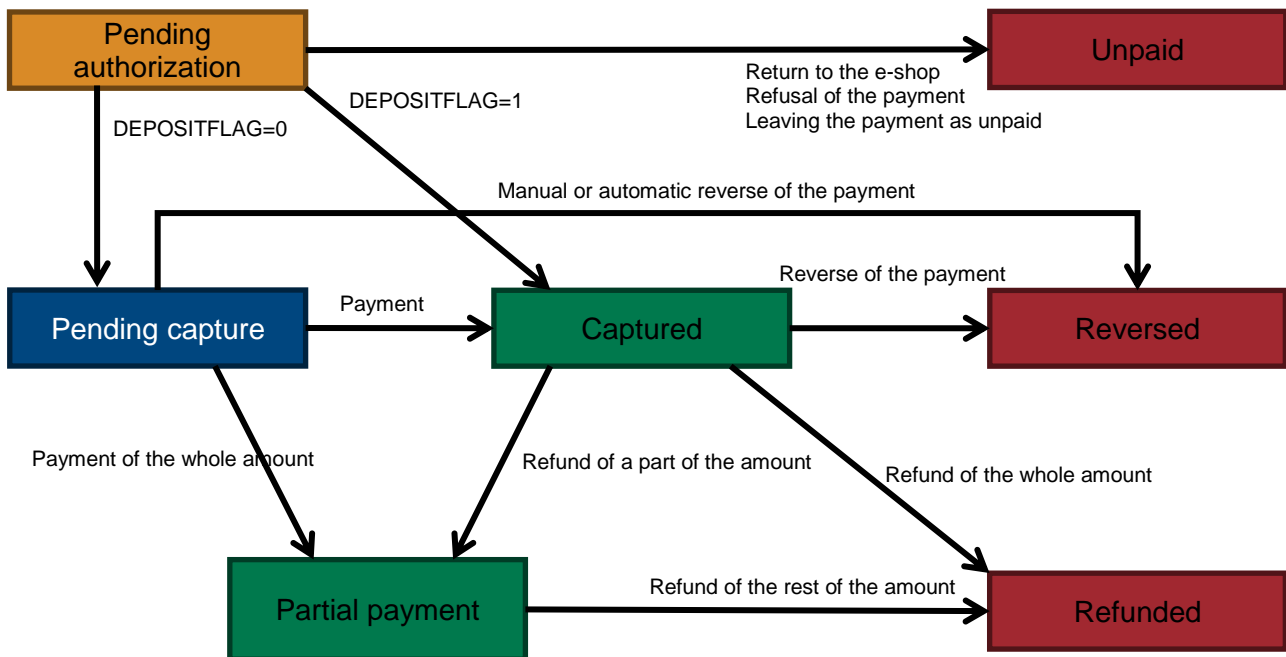 Pending
authorization
Unpaid
Return to the e-shop
Refusal of the payment
Leaving the payment as unpaid
DEPOSITFLAG=1
DEPOSITFLAG=0
Manual or automatic reverse of the payment
Reverse of the payment
Payment
Pending capture
Captured
Reversed
Payment of the whole amount
Refund of a part of the amount
Refund of the whole amount
Refund of the rest of the amount
Partial payment
Refunded